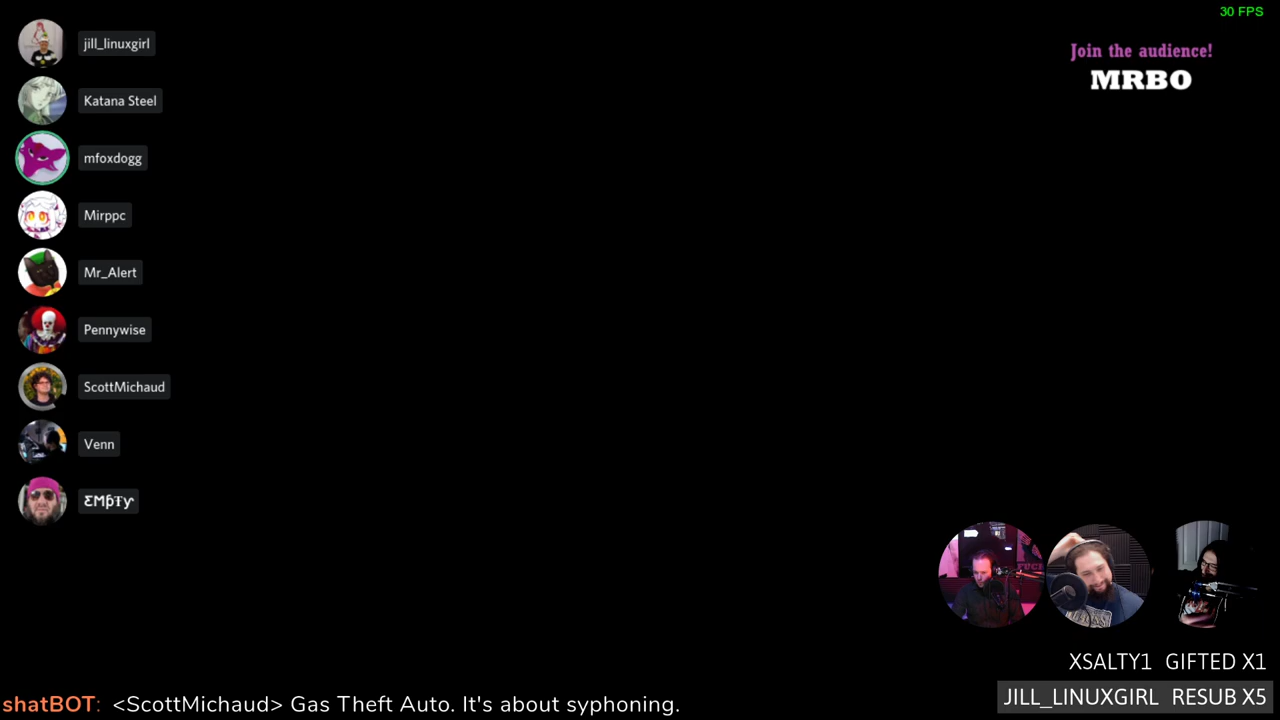 30 FPS
Join the audience!
MRBO
jill_linuxgirl
Katana Steel
mfoxdogg
Mirppc
Mr_Alert
Pennywise
ScottMichaud
Venn
ƐMϸŦƴ
XSALTY1 GIFTED X1
JILL_LINUXGIRL RESUB X5
shatBOT: <ScottMichaud> Gas Theft Auto. It's about syphoning.